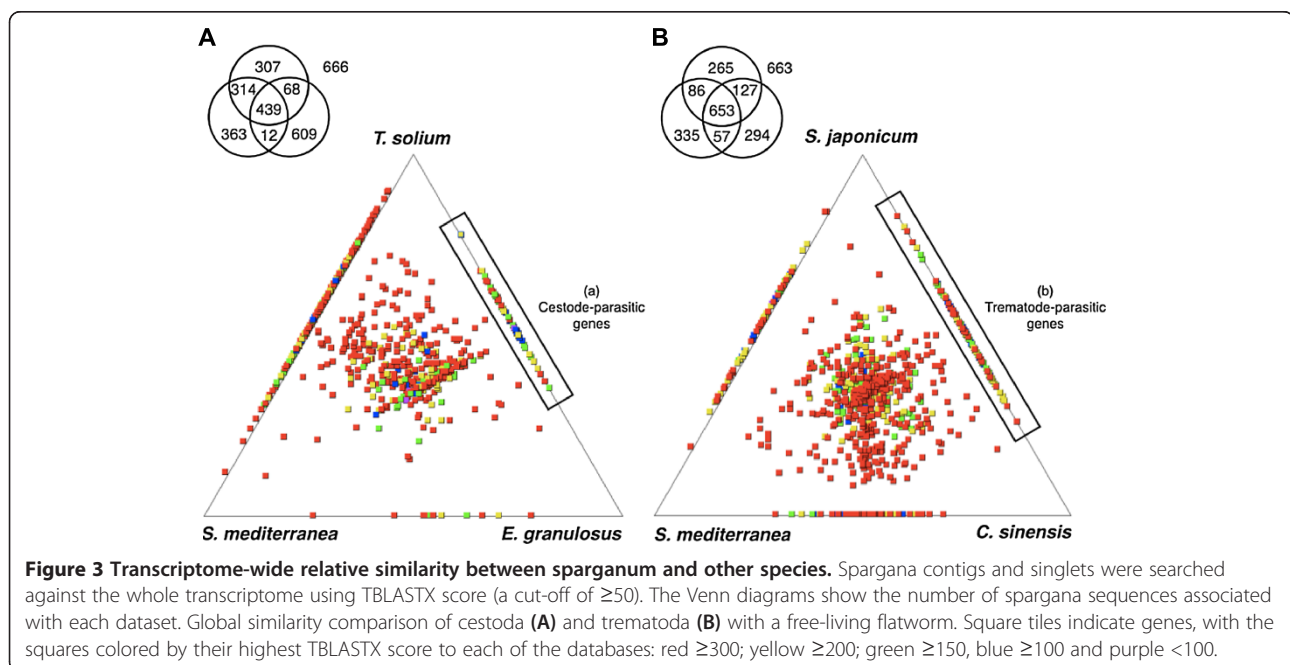 A
307 666
314 68
439
363 12 609
T. solium
(a)
Cestode-parasitic
genes
S. mediterranea E. granulosus
B
265 663
86 127
653
335 57 294
S. japonicum
(b)
Trematode-parasitic
genes
S. mediterranea C. sinensis
Figure 3 Transcriptome-wide relative similarity between sparganum and other species. Spargana contigs and singlets were searched
against the whole transcriptome using TBLASTX score (a cut-off of ≥50). The Venn diagrams show the number of spargana sequences associated
with each dataset. Global similarity comparison of cestoda (A) and trematoda (B) with a free-living flatworm. Square tiles indicate genes, with the
squares colored by their highest TBLASTX score to each of the databases: red ≥300; yellow ≥200; green ≥150, blue ≥100 and purple <100.